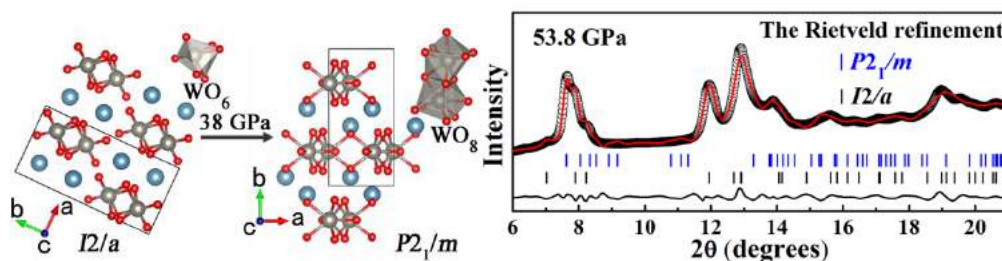 WO6
38 GPa
WO8
b
a
c
I2/a
b
c
a
P21/m
53.8 GPa
The Rietveld refinement
P21/m
I2/a
Intensity
6 8 10 12 14 16 18 20
2θ (degrees)